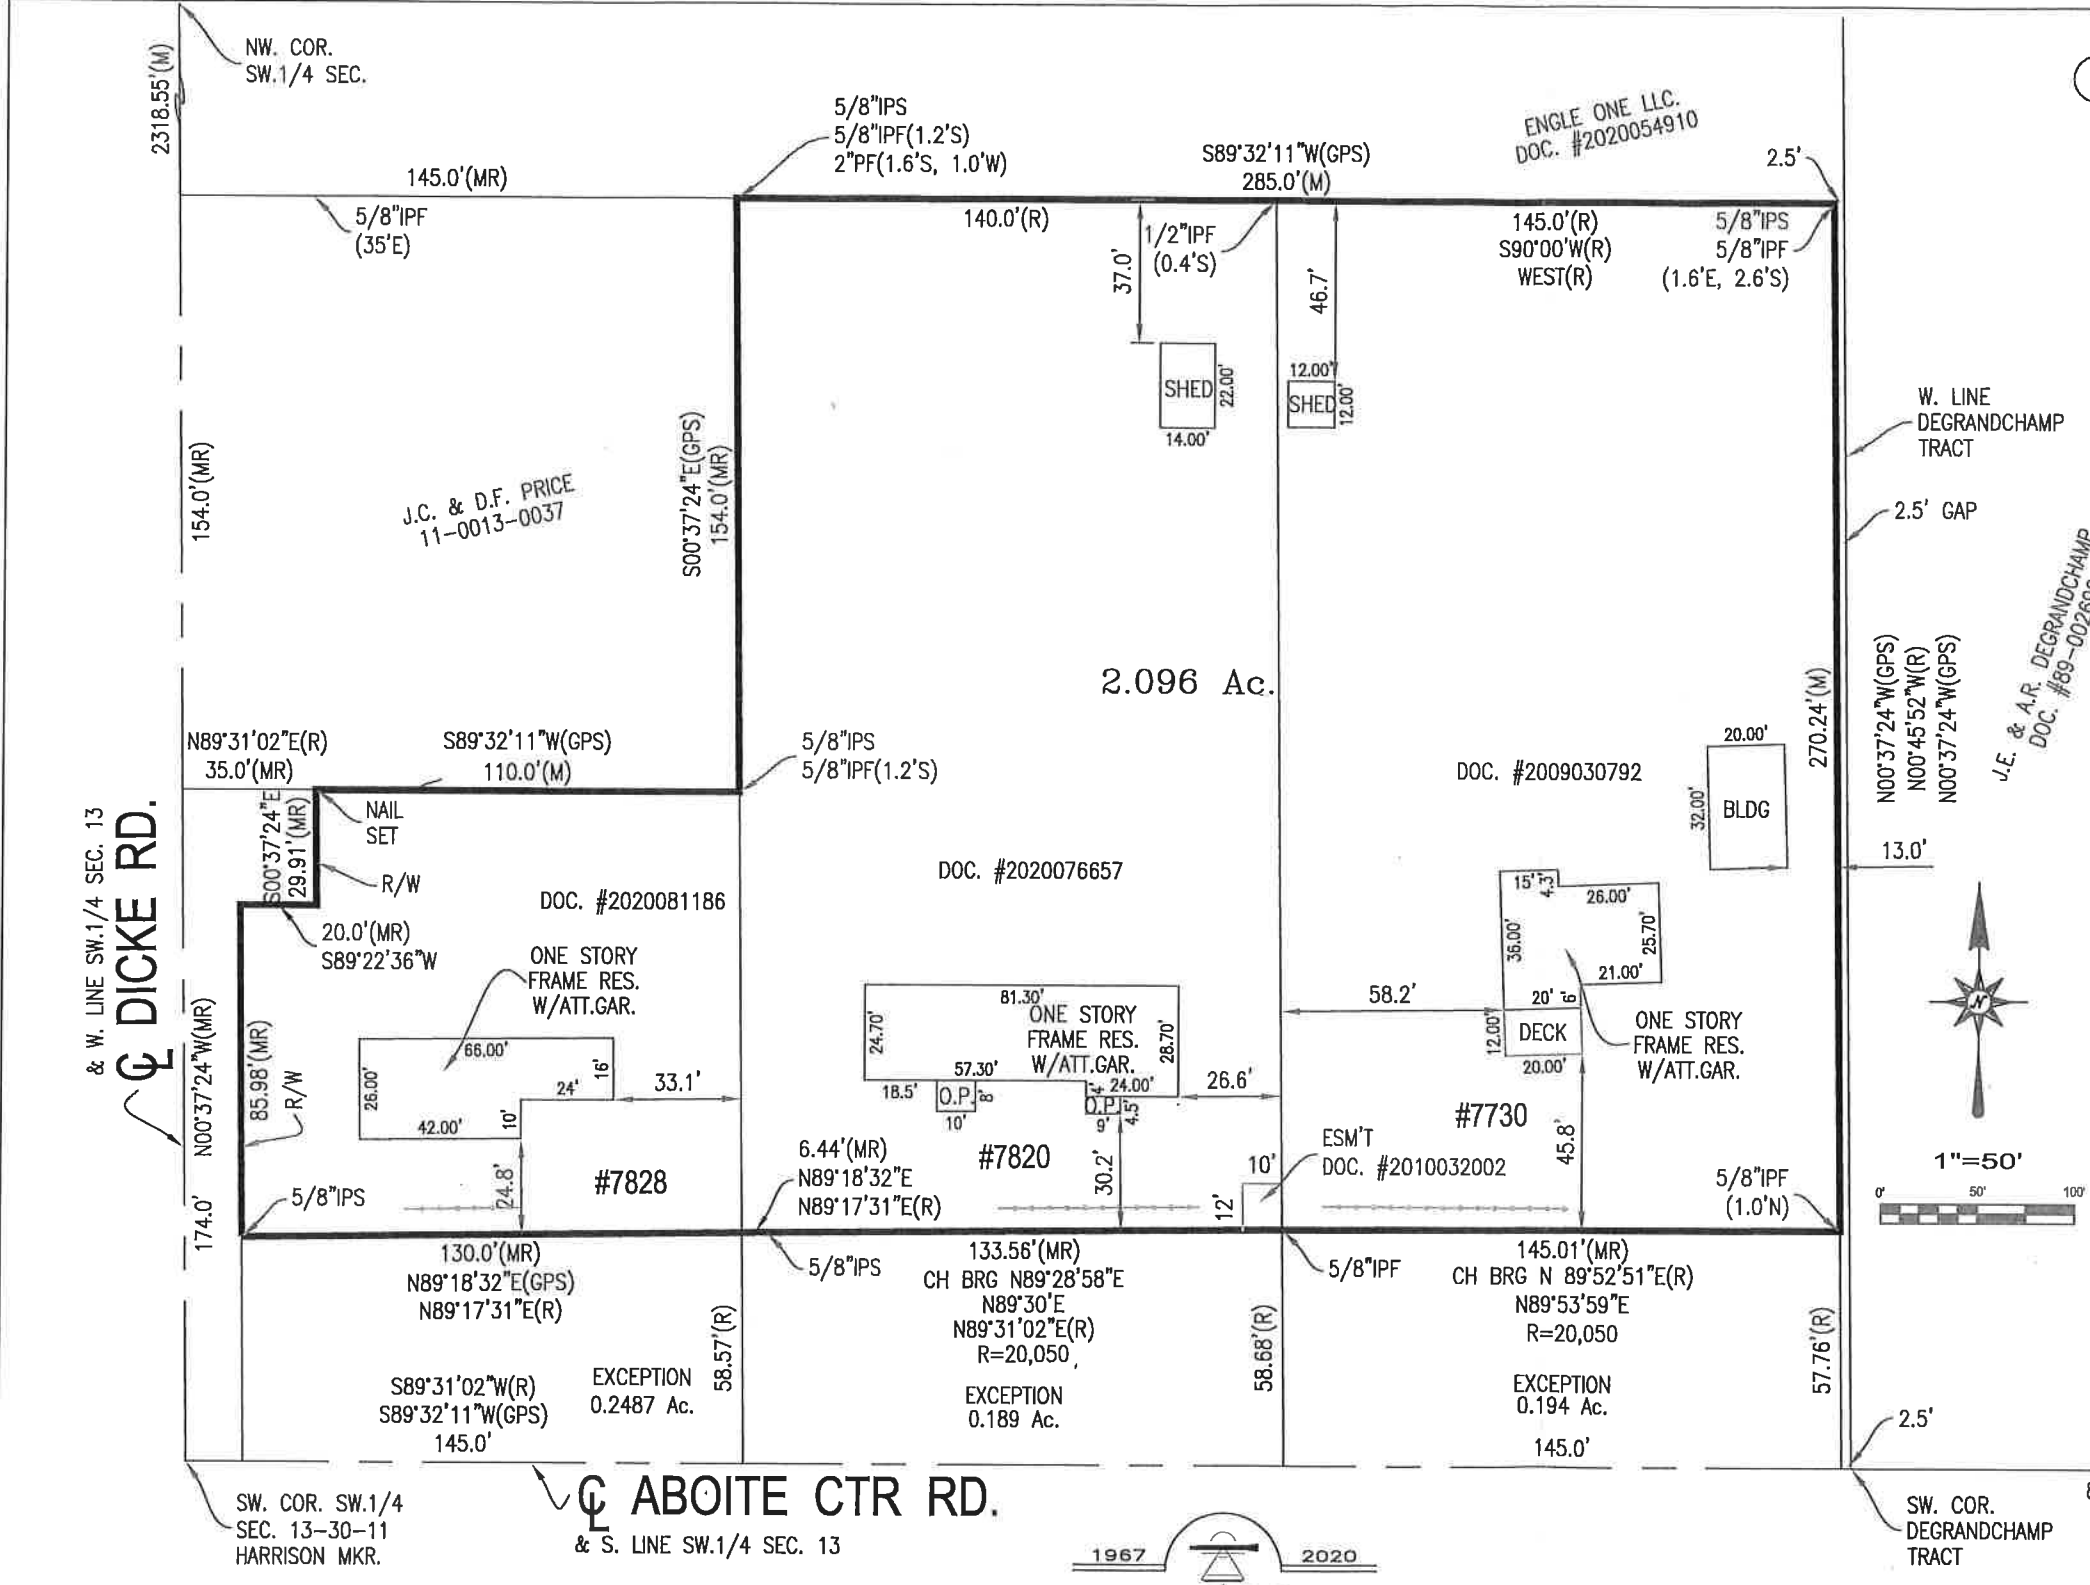 NW. COR.
SW.1/4 SEC.
2318.55'(M)
145.0'(MR)
5/8"IPF
(35'E)
5/8"IPS
5/8"IPF(1.2'S)
2"PF(1.6'S, 1.0'W)
S89°32'11"W(GPS)
285.0'(M)
ENGLE ONE LLC.
DOC. #2020054910
2.5'
140.0'(R)
1/2"IPF
(0.4'S)
37.0'
46.7'
145.0'(R)
S90°00'W(R)
WEST(R)
5/8"IPS
5/8"IPF
(1.6'E, 2.6'S)
SHED
22.00'
14.00'
12.00'
SHED
12.00'
W. LINE
DEGRANDCHAMP
TRACT
2.5' GAP
154.0'(MR)
J.C. & D.F. PRICE
11-0013-0037
S00°37'24"E(GPS)
154.0'(MR)
2.096 Ac.
270.24'(M)
N00°37'24"W(GPS)
N00°45'52"W(R)
N00°37'24"W(GPS)
J.E. & A.R. DEGRANDCHAMP
DOC.
N89°31'02"E(R)
35.0'(MR)
S89°32'11"W(GPS)
110.0'(M)
5/8"IPS
5/8"IPF(1.2'S)
DOC. #2009030792
20.00'
32.00'
BLDG
13.0'
NAIL
SET
S00°37'24"E
29.91'(MR)
R/W
DOC. #2020081186
DOC. #2020076657
20.0'(MR)
S89°22'36"W
& W. LINE SW.1/4 SEC. 13
CL DICKE RD.
N00°37'24"W(MR)
174.0'
85.98'(MR)
R/W
ONE STORY
FRAME RES.
W/ATT.GAR.
66.00'
26.00'
16'
24'
10'
42.00'
33.1'
24.8'
#7828
5/8"IPS
81.30'
24.70'
ONE STORY
FRAME RES.
W/ATT.GAR.
28.70'
57.30'
18.5'
O.P.
8'
10'
4'
24.00'
O.P.
4.5'
9'
26.6'
30.2'
#7820
6.44'(MR)
N89°18'32"E
N89°17'31"E(R)
10'
12'
ESM'T
DOC. #2010032002
15'
4.3'
26.00'
36.00'
25.70'
21.00'
20'
6'
58.2'
12.00'
DECK
20.00'
ONE STORY
FRAME RES.
W/ATT.GAR.
#7730
45.8'
5/8"IPF
(1.0'N)
N
1"=50'
0'
50'
100'
130.0'(MR)
N89°18'32"E(GPS)
N89°17'31"E(R)
5/8"IPS
133.56'(MR)
CH BRG N89°28'58"E
N89°30'E
N89°31'02"E(R)
R=20,050
5/8"IPF
145.01'(MR)
CH BRG N 89°52'51"E(R)
N89°53'59"E
R=20,050
58.57'(R)
58.68'(R)
57.76'(R)
S89°31'02"W(R)
S89°32'11"W(GPS)
145.0'
EXCEPTION
0.2487 Ac.
EXCEPTION
0.189 Ac.
EXCEPTION
0.194 Ac.
145.0'
2.5'
SW. COR. SW.1/4
SEC. 13-30-11
HARRISON MKR.
CL ABOITE CTR RD.
& S. LINE SW.1/4 SEC. 13
SW. COR.
DEGRANDCHAMP
TRACT
1967
2020